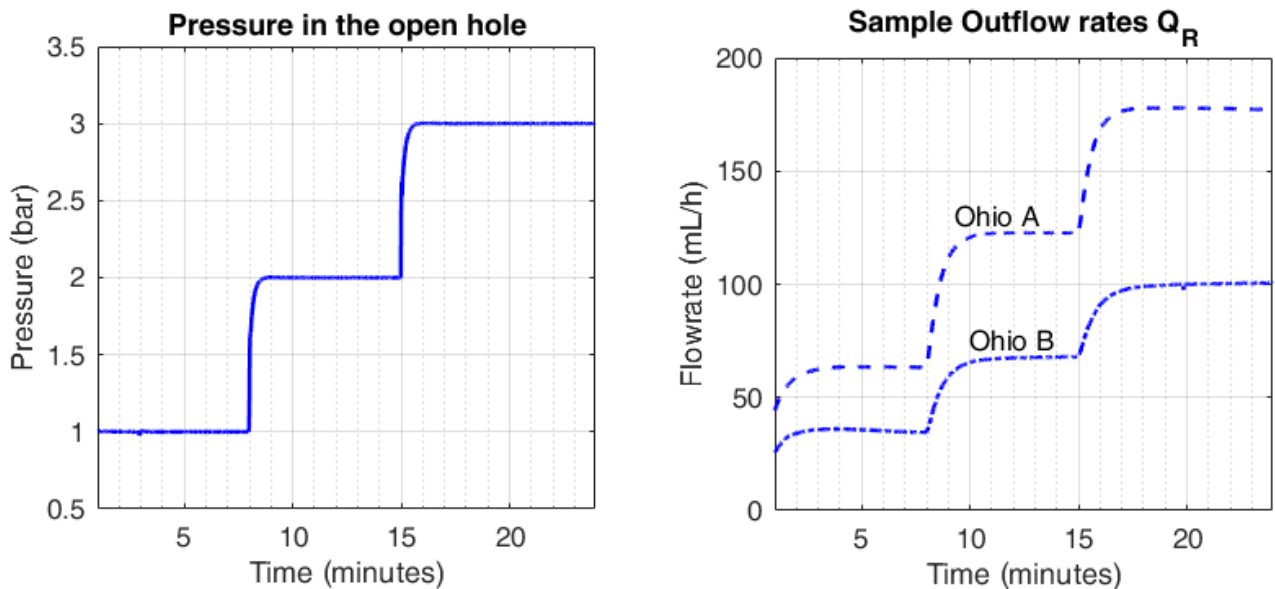 Pressure in the open hole
3.5
3
2.5
2
1.5
1
0.5
Pressure (bar)
5 10 15 20
Time (minutes)
Sample Outflow rates Q_R
200
150
100
50
0
Flowrate (mL/h)
Ohio A
Ohio B
5 10 15 20
Time (minutes)